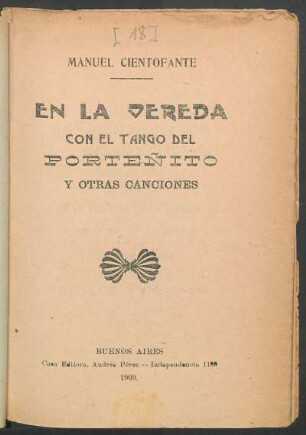 [18]
MANUEL CIENTOFANTE
EN LA VEREDA
CON EL TANGO DEL
PORTEÑITO
Y OTRAS CANCIONES
BUENOS AIRES
Casa Editora, Andrés Pérez — Independencia
1909.